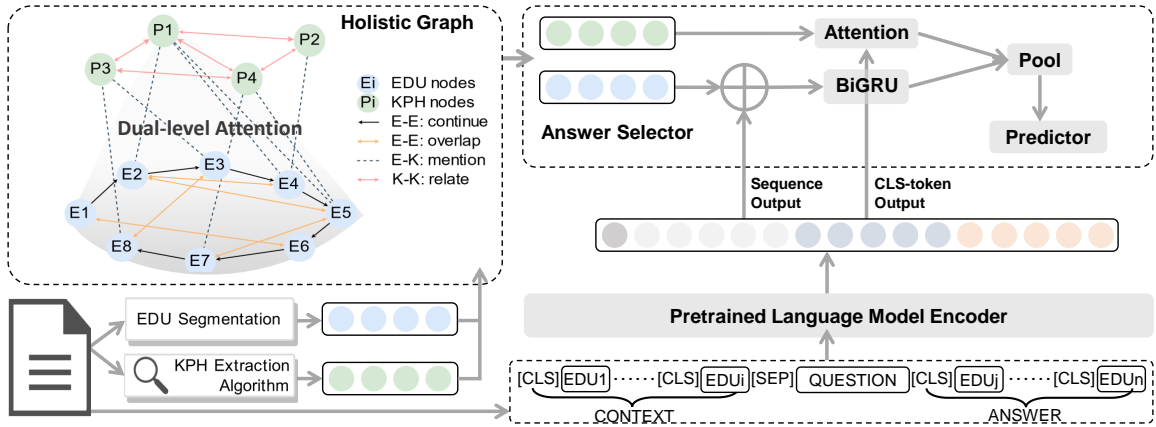 Holistic Graph
P1
P2
P3
P4
Ei EDU nodes
Pi KPH nodes
E-E: continue
E-E: overlap
E-K: mention
K-K: relate
Dual-level Attention
E1
E2
E3
E4
E5
E6
E7
E8
EDU Segmentation
KPH Extraction
Algorithm
Attention
BiGRU
Pool
Predictor
Answer Selector
Sequence
Output
CLS-token
Output
Pretrained Language Model Encoder
[CLS] EDU1 ······ [CLS] EDUi [SEP] QUESTION [CLS] EDUj ······ [CLS] EDUn
CONTEXT
ANSWER